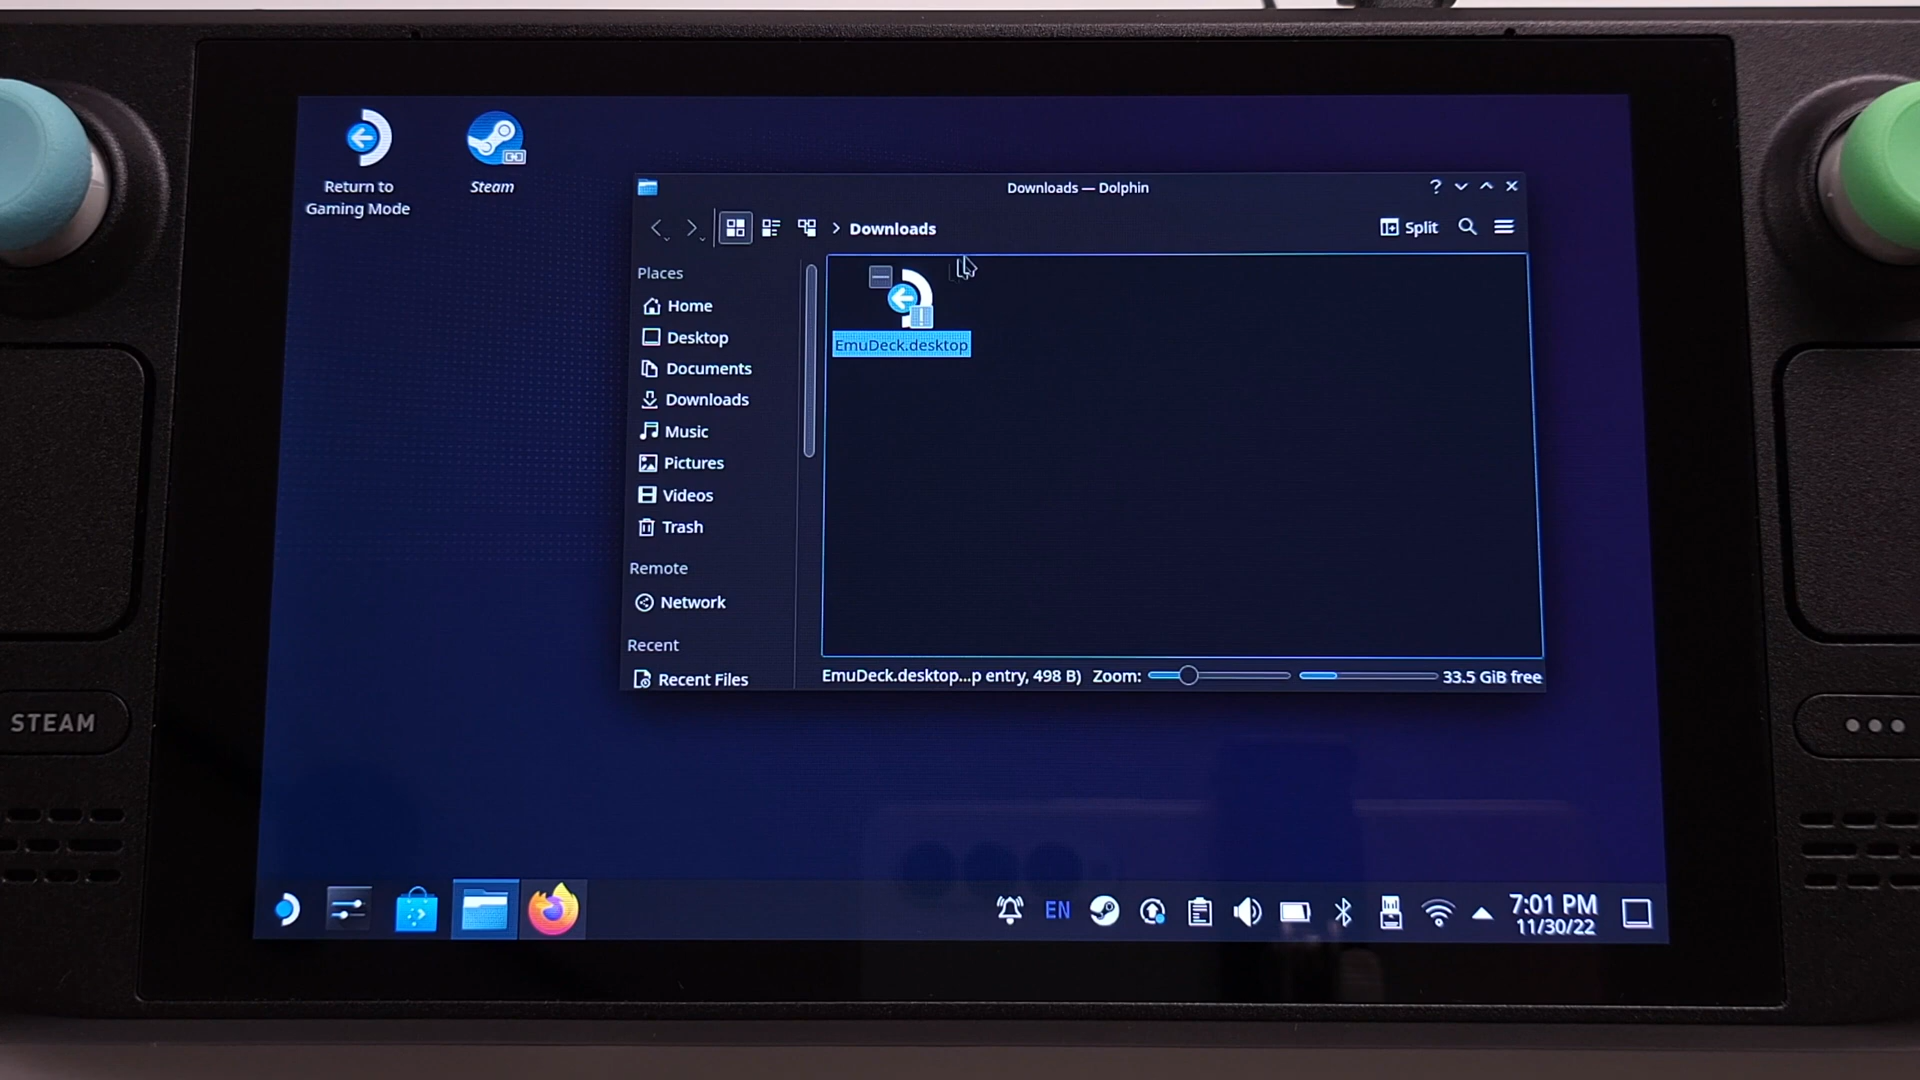 Return to
Gaming Mode
Steam
Downloads — Dolphin
Downloads
Split
Places
Home
Desktop
Documents
Downloads
Music
Pictures
Videos
Trash
Remote
Network
Recent
Recent Files
EmuDeck.desktop
EmuDeck.desktop...p entry, 498 B)
Zoom:
33.5 GiB free
STEAM
EN
7:01 PM
11/30/22